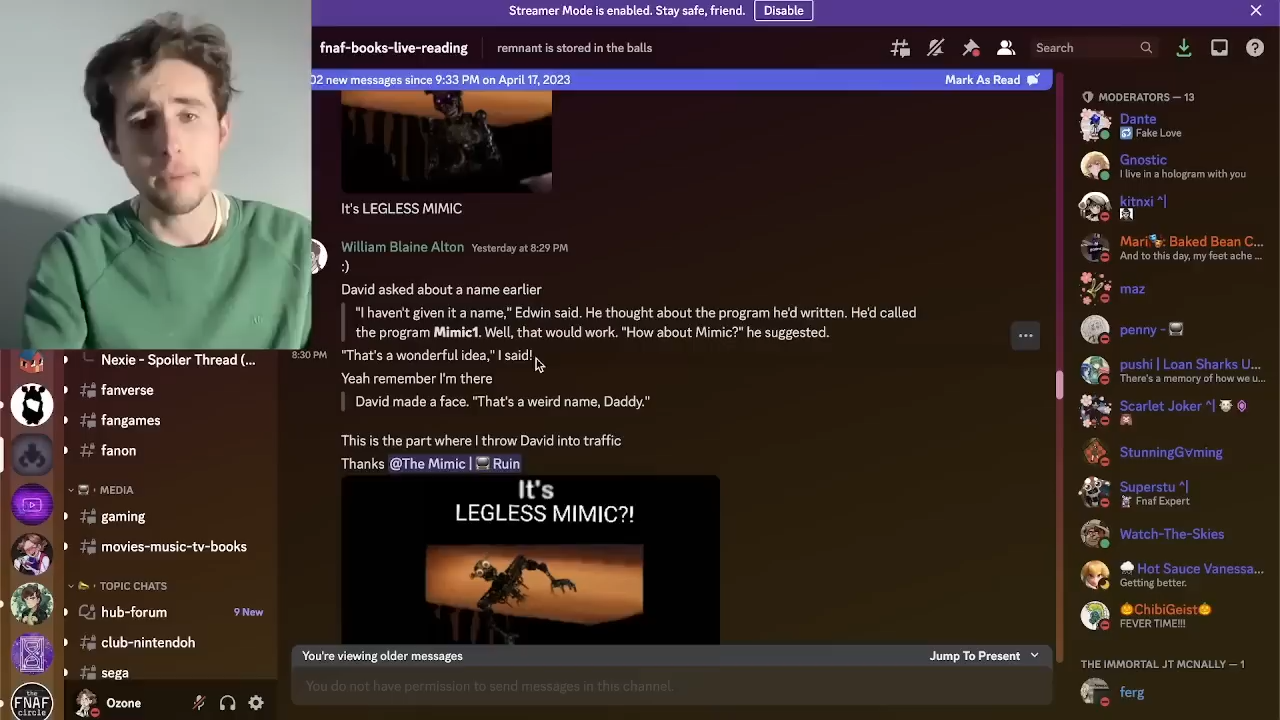 Streamer Mode is enabled. Stay safe, friend.
Disable
fnaf-books-live-reading
remnant is stored in the balls
Search
02 new messages since 9:33 PM on April 17, 2023
Mark As Read
It's LEGLESS MIMIC
William Blaine Alton Yesterday at 8:29 PM
:)
David asked about a name earlier
"I haven't given it a name," Edwin said. He thought about the program he'd written. He'd called
the program Mimic1. Well, that would work. "How about Mimic?" he suggested.
8:30 PM
"That's a wonderful idea," I said!
Yeah remember I'm there
David made a face. "That's a weird name, Daddy."
This is the part where I throw David into traffic
Thanks @The Mimic | Ruin
It's
LEGLESS MIMIC?!
You're viewing older messages
Jump To Present
You do not have permission to send messages in this channel.
Nexie - Spoiler Thread (...
fanverse
fangames
fanon
MEDIA
gaming
movies-music-tv-books
TOPIC CHATS
hub-forum
9 New
club-nintendoh
sega
Ozone
the
FNAF
circle
MODERATORS — 13
Dante
Fake Love
Gnostic
I live in a hologram with you
kitnxi ^|
Mari : Baked Bean C...
And to this day, my feet ache ...
maz
penny -
pushi | Loan Sharks U...
There's a memory of how we u...
Scarlet Joker ^|
StunningG∀ming
Superstu ^|
Fnaf Expert
Watch-The-Skies
Hot Sauce Vanessa...
Getting better.
ChibiGeist
FEVER TIME!!!
THE IMMORTAL JT MCNALLY — 1
ferg